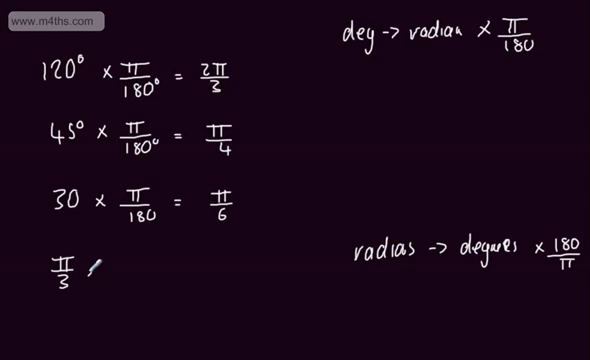 www.m4ths.com
deg -> radian × π/180
120° × π/180° = 2π/3
45° × π/180° = π/4
30 × π/180 = π/6
radias -> degrees × 180/π
π/3